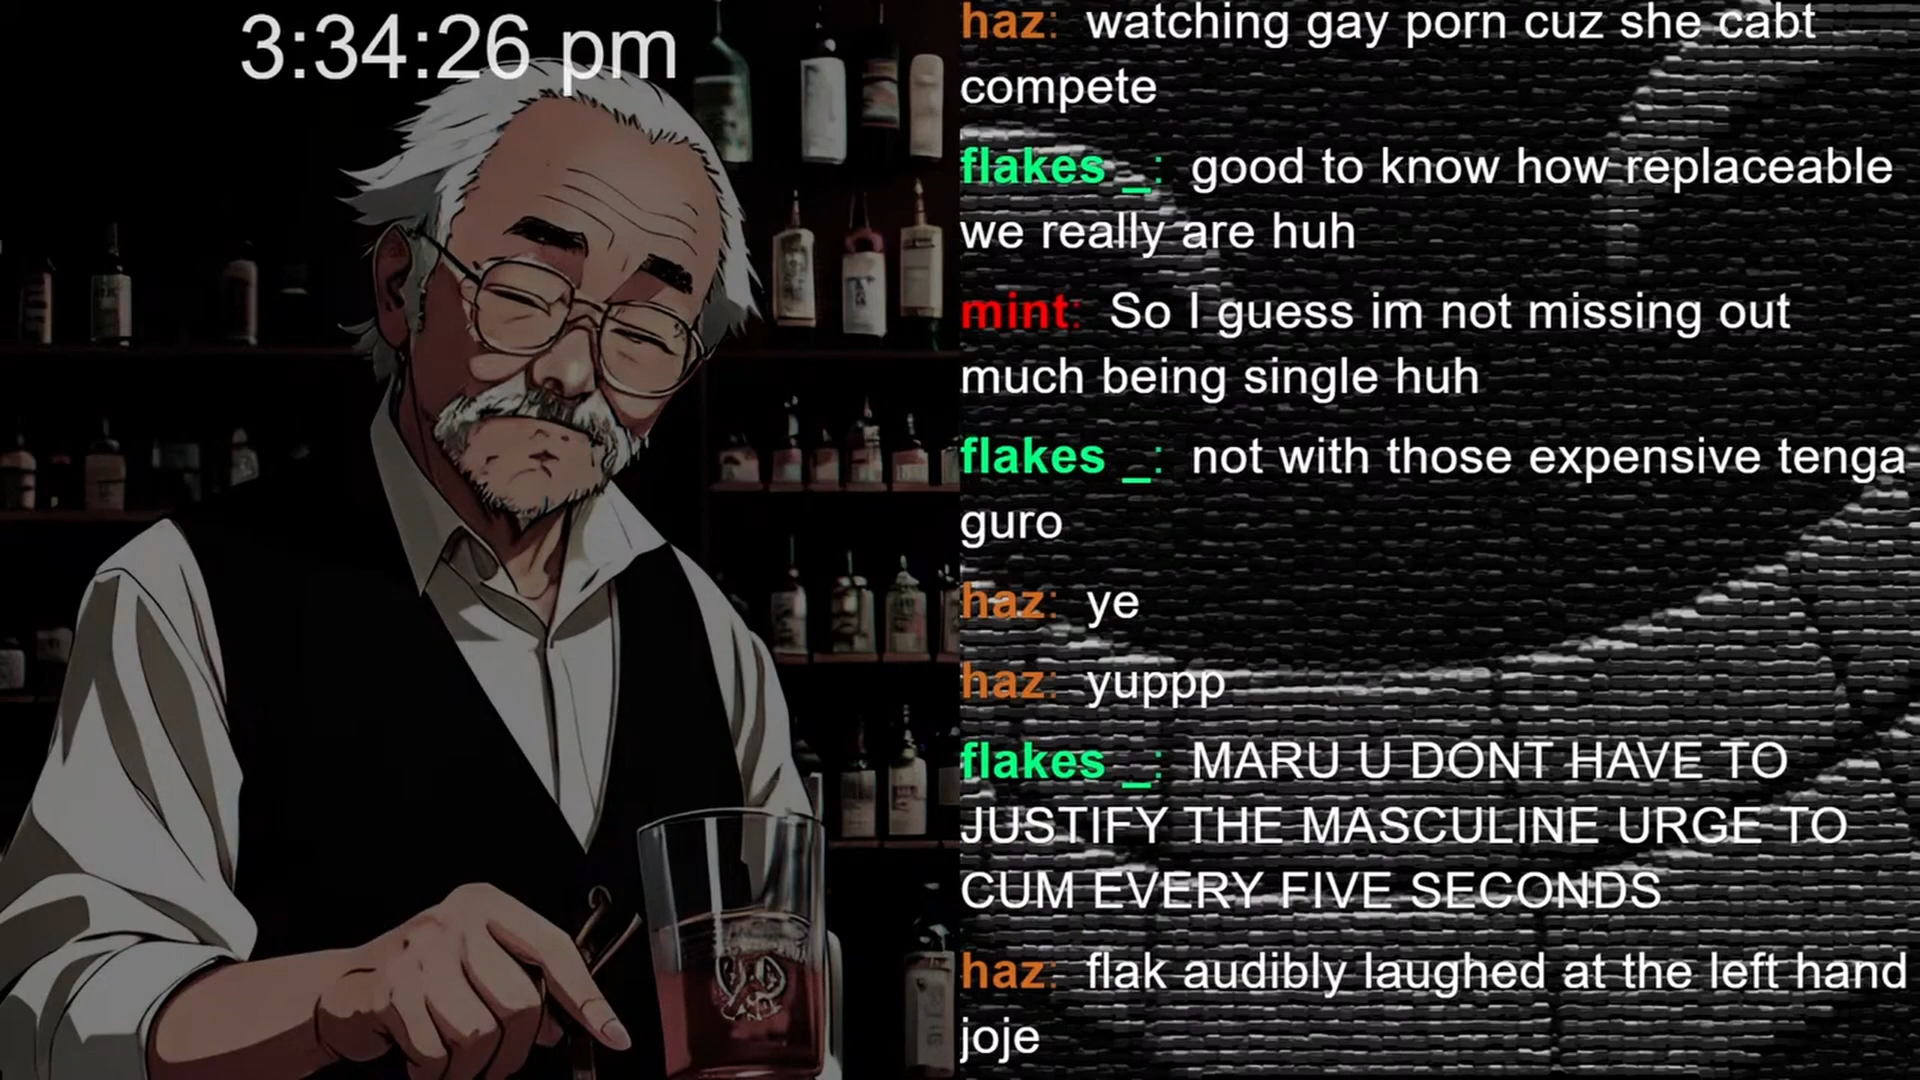 3:34:26 pm
haz: watching gay porn cuz she cabt
compete
flakes _: good to know how replaceable
we really are huh
mint: So I guess im not missing out
much being single huh
flakes _: not with those expensive tenga
guro
haz: ye
haz: yuppp
flakes _: MARU U DONT HAVE TO
JUSTIFY THE MASCULINE URGE TO
CUM EVERY FIVE SECONDS
haz: flak audibly laughed at the left hand
joje